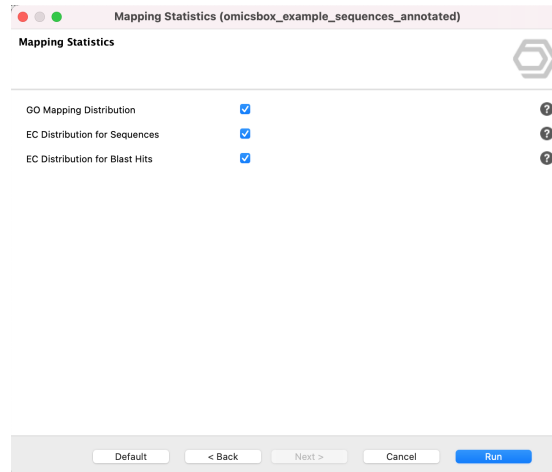 Mapping Statistics (omicsbox_example_sequences_annotated)
Mapping Statistics
GO Mapping Distribution ?
EC Distribution for Sequences ?
EC Distribution for Blast Hits ?
Default < Back Next > Cancel Run